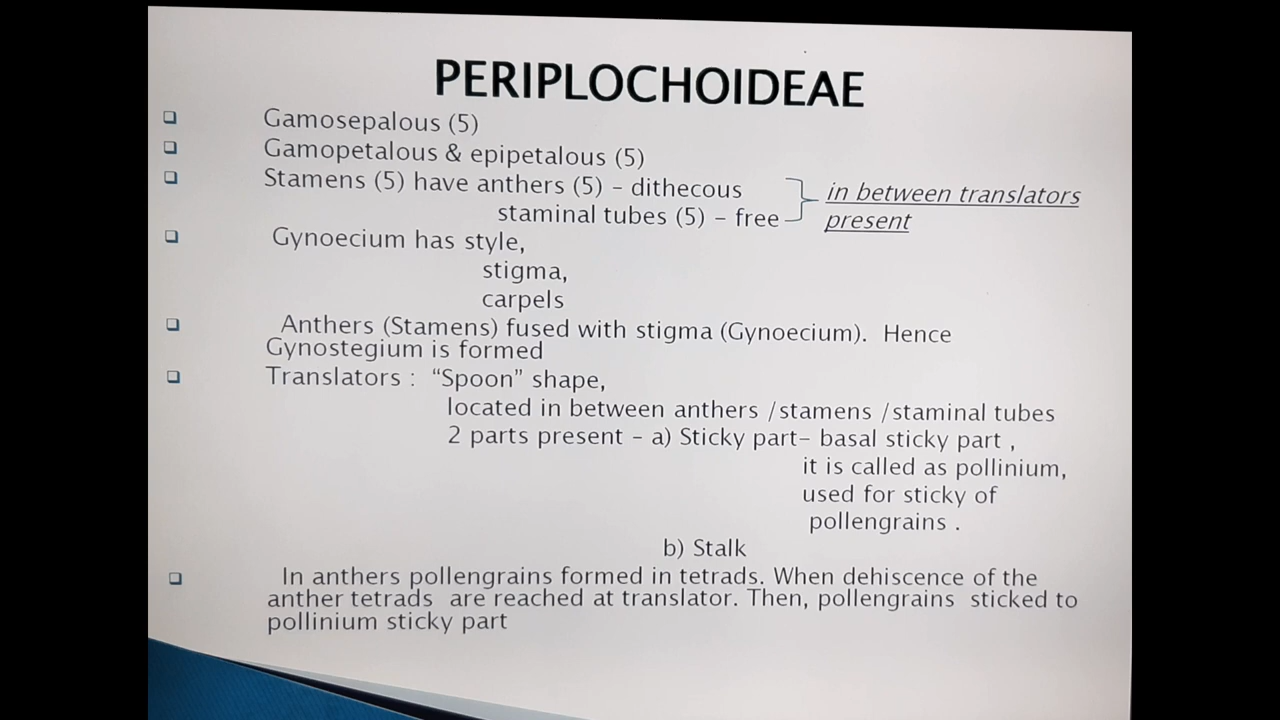 PERIPLOCHOIDEAE
Gamosepalous (5)
Gamopetalous & epipetalous (5)
Stamens (5) have anthers (5) – dithecous
staminal tubes (5) – free
in between translators
present
Gynoecium has style,
stigma,
carpels
Anthers (Stamens) fused with stigma (Gynoecium). Hence
Gynostegium is formed
Translators : “Spoon” shape,
located in between anthers /stamens /staminal tubes
2 parts present – a) Sticky part– basal sticky part ,
it is called as pollinium,
used for sticky of
pollengrains .
b) Stalk
In anthers pollengrains formed in tetrads. When dehiscence of the
anther tetrads are reached at translator. Then, pollengrains sticked to
pollinium sticky part